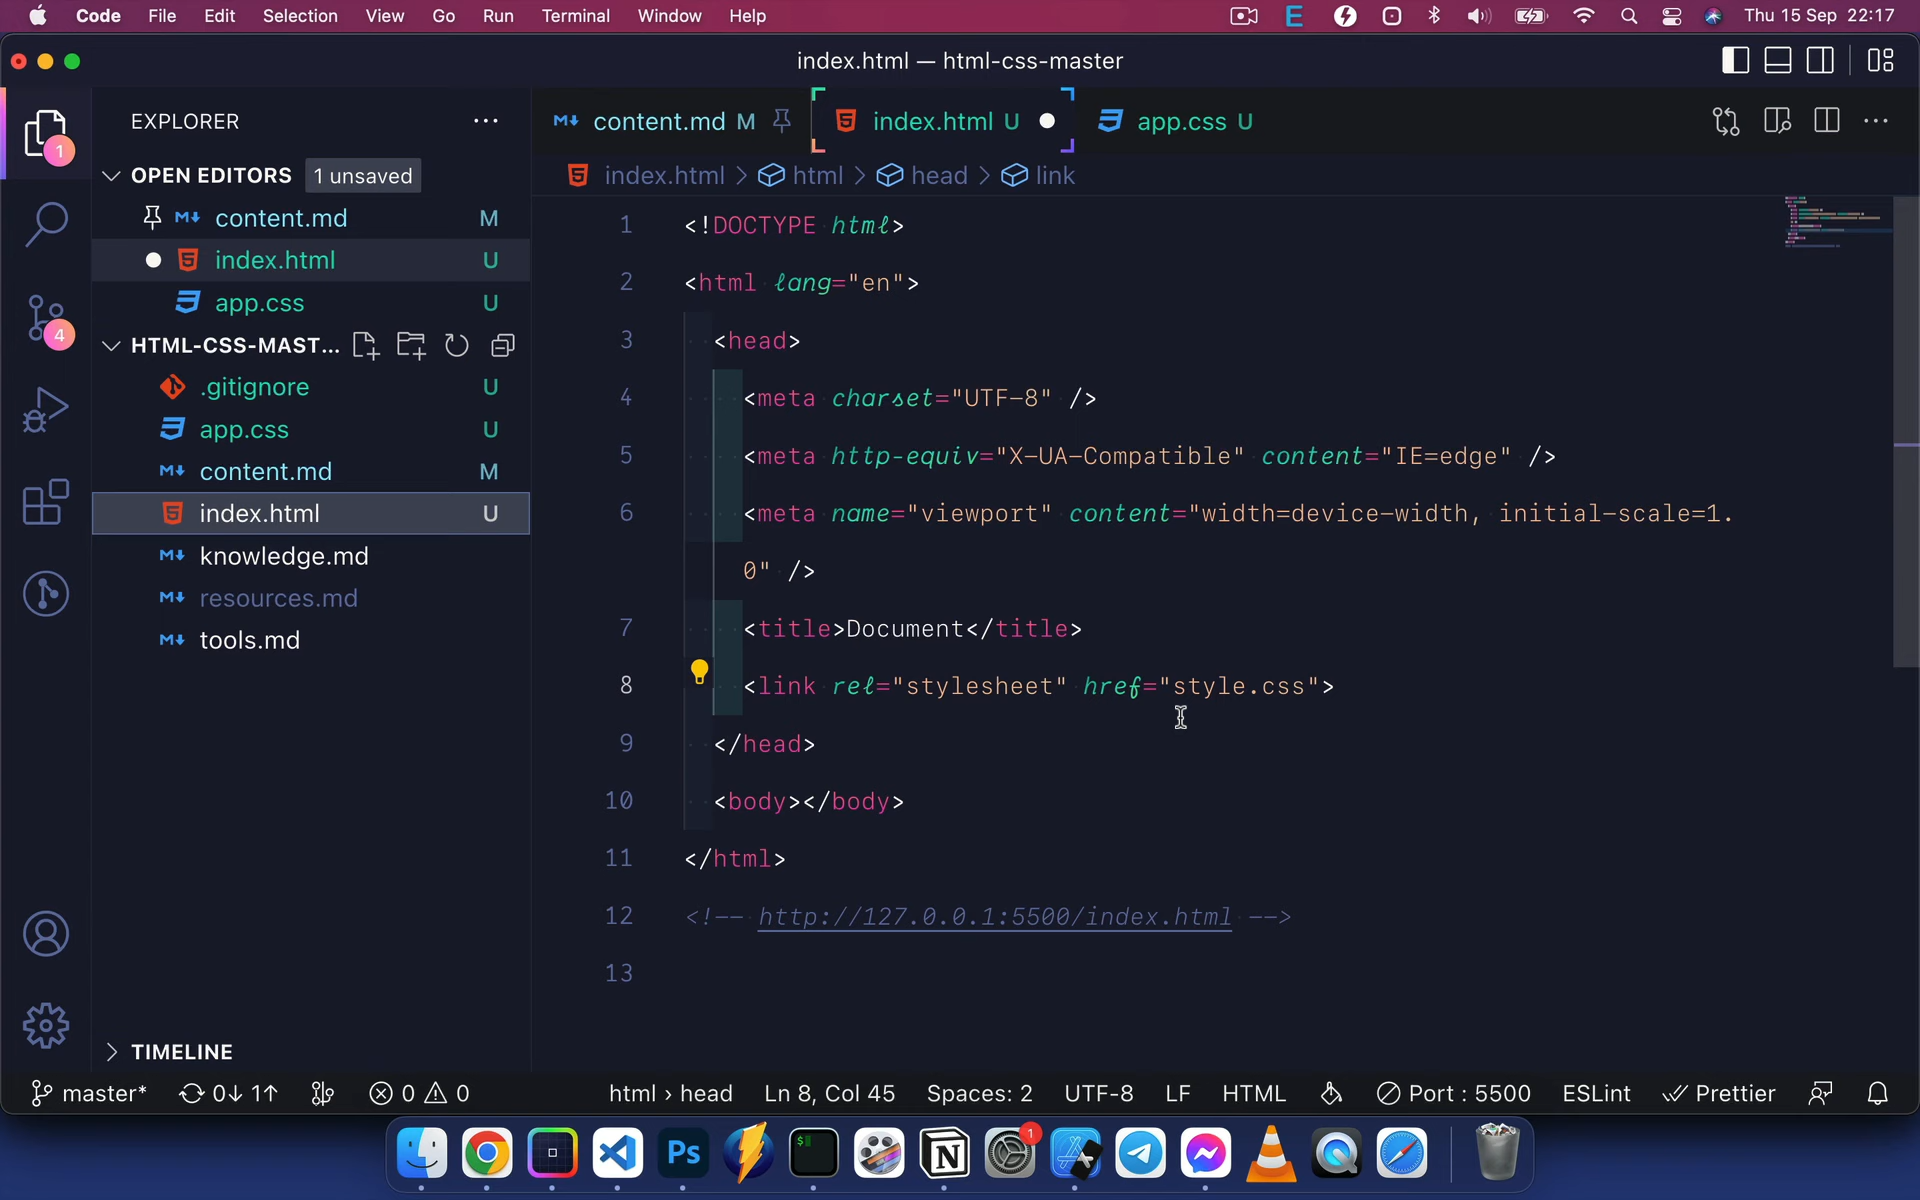 Code File Edit Selection View Go Run Terminal Window Help Thu 15 Sep 22:17
index.html — html-css-master
EXPLORER
OPEN EDITORS 1 unsaved
content.md M
index.html U
app.css U
HTML-CSS-MAST...
.gitignore U
app.css U
content.md M
index.html U
knowledge.md
resources.md
tools.md
TIMELINE
1
4
content.md M index.html U app.css U
index.html > html > head > link
1 <!DOCTYPE html>
2 <html lang="en">
3 <head>
4 <meta charset="UTF-8" />
5 <meta http-equiv="X-UA-Compatible" content="IE=edge" />
6 <meta name="viewport" content="width=device-width, initial-scale=1.
0" />
7 <title>Document</title>
8 <link rel="stylesheet" href="style.css">
9 </head>
10 <body></body>
11 </html>
12 <!-- http://127.0.0.1:5500/index.html -->
13
master* 0↓ 1↑ 0 0 html › head Ln 8, Col 45 Spaces: 2 UTF-8 LF HTML Port : 5500 ESLint Prettier
Ps
1